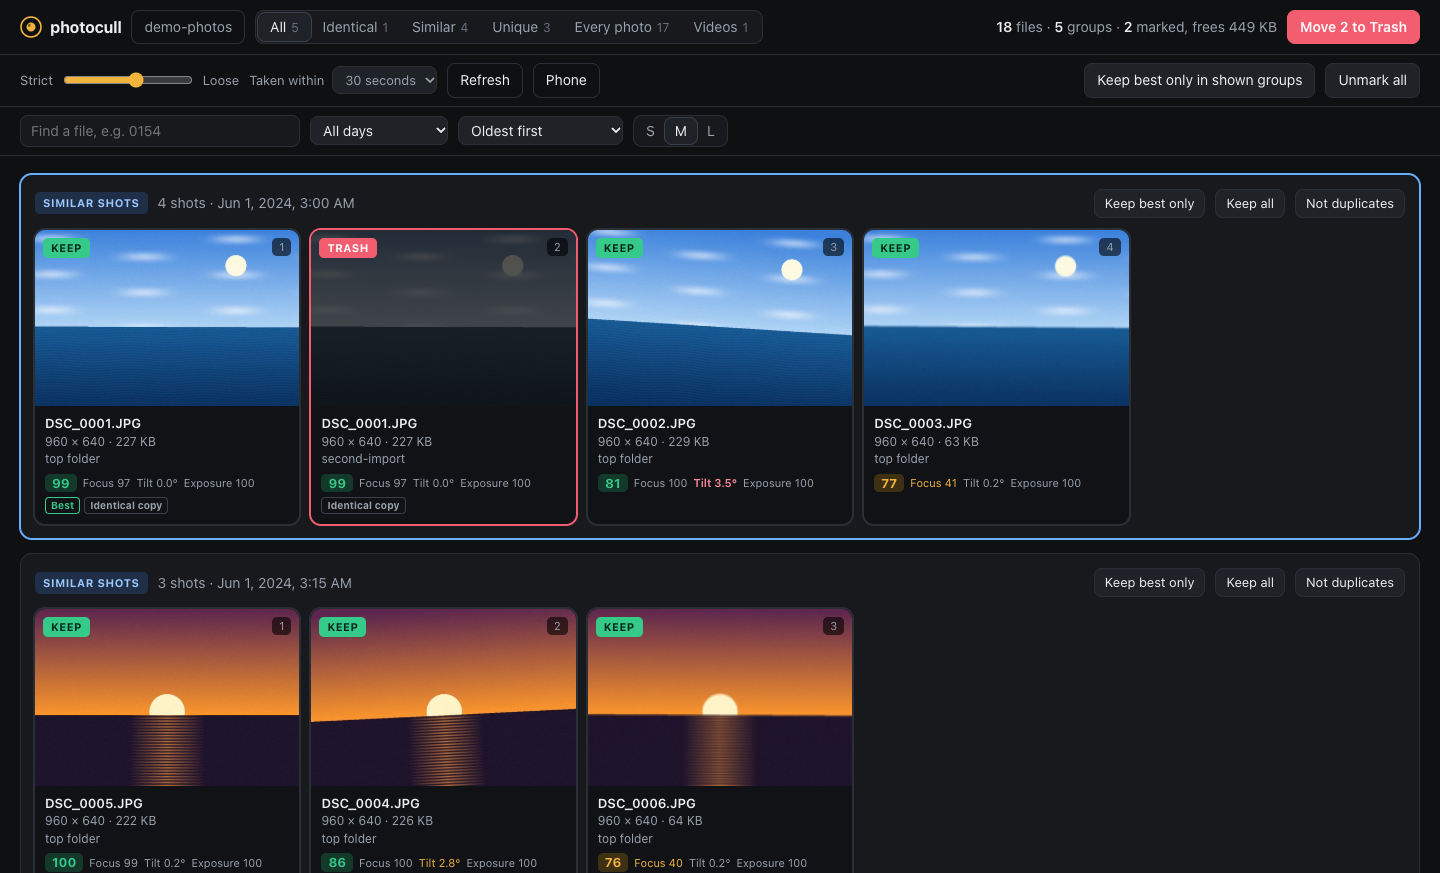 photocull demo-photos All 5 Identical 1 Similar 4 Unique 3 Every photo 17 Videos 1 18 files · 5 groups · 2 marked, frees 449 KB Move 2 to Trash
Strict Loose Taken within 30 seconds Refresh Phone Keep best only in shown groups Unmark all
Find a file, e.g. 0154 All days Oldest first S M L
SIMILAR SHOTS 4 shots · Jun 1, 2024, 3:00 AM Keep best only Keep all Not duplicates
KEEP 1 TRASH 2 KEEP 3 KEEP 4
DSC_0001.JPG DSC_0001.JPG DSC_0002.JPG DSC_0003.JPG
960 × 640 · 227 KB 960 × 640 · 227 KB 960 × 640 · 229 KB 960 × 640 · 63 KB
top folder second-import top folder top folder
99 Focus 97 Tilt 0.0° Exposure 100 99 Focus 97 Tilt 0.0° Exposure 100 81 Focus 100 Tilt 3.5° Exposure 100 77 Focus 41 Tilt 0.2° Exposure 100
Best Identical copy Identical copy
SIMILAR SHOTS 3 shots · Jun 1, 2024, 3:15 AM Keep best only Keep all Not duplicates
KEEP 1 KEEP 2 KEEP 3
DSC_0005.JPG DSC_0004.JPG DSC_0006.JPG
960 × 640 · 222 KB 960 × 640 · 226 KB 960 × 640 · 64 KB
top folder top folder top folder
100 Focus 99 Tilt 0.2° Exposure 100 86 Focus 100 Tilt 2.8° Exposure 100 76 Focus 40 Tilt 0.2° Exposure 100